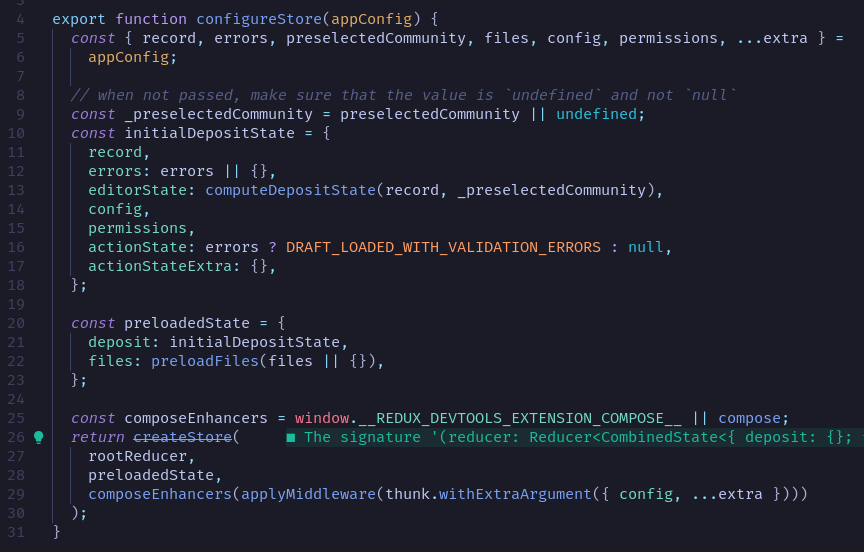 4 export function configureStore(appConfig) {
5 const { record, errors, preselectedCommunity, files, config, permissions, ...extra } =
6 appConfig;
7
8 // when not passed, make sure that the value is `undefined` and not `null`
9 const _preselectedCommunity = preselectedCommunity || undefined;
10 const initialDepositState = {
11 record,
12 errors: errors || {},
13 editorState: computeDepositState(record, _preselectedCommunity),
14 config,
15 permissions,
16 actionState: errors ? DRAFT_LOADED_WITH_VALIDATION_ERRORS : null,
17 actionStateExtra: {},
18 };
19
20 const preloadedState = {
21 deposit: initialDepositState,
22 files: preloadFiles(files || {}),
23 };
24
25 const composeEnhancers = window.__REDUX_DEVTOOLS_EXTENSION_COMPOSE__ || compose;
26 return createStore( ■ The signature '(reducer: Reducer<CombinedState<{ deposit: {};
27 rootReducer,
28 preloadedState,
29 composeEnhancers(applyMiddleware(thunk.withExtraArgument({ config, ...extra })))
30 );
31 }